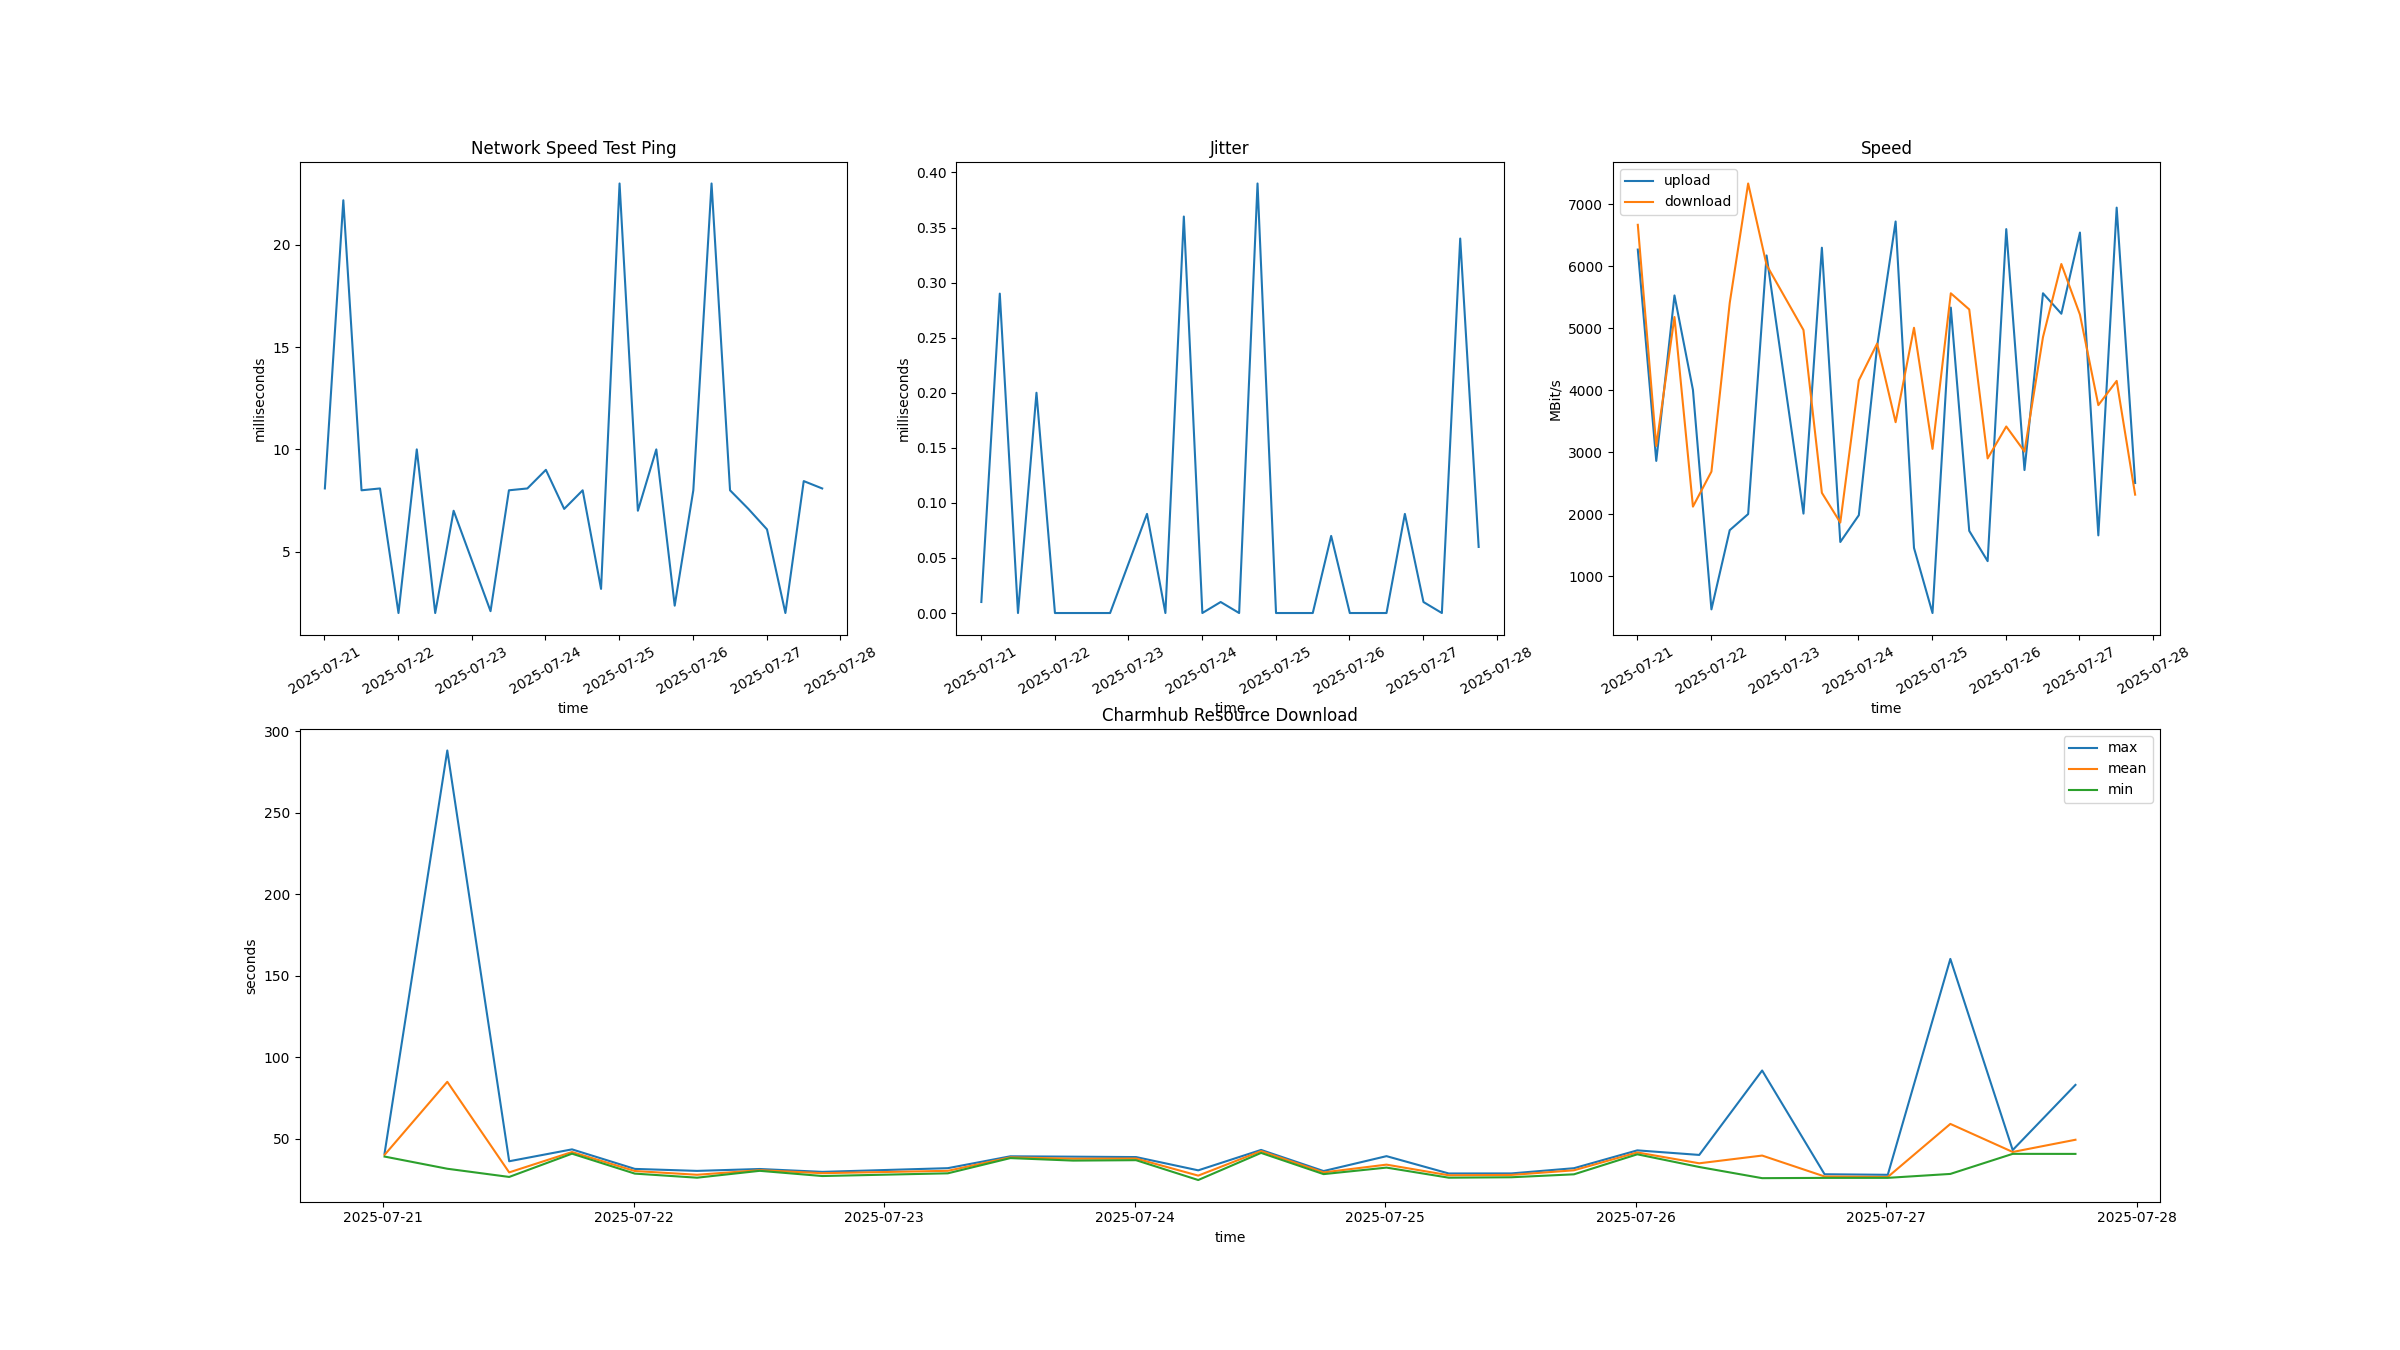 Network Speed Test Ping
milliseconds
20
15
10
5
2025-07-21 2025-07-22 2025-07-23 2025-07-24 2025-07-25 2025-07-26 2025-07-27 2025-07-28
time
Jitter
milliseconds
0.40
0.35
0.30
0.25
0.20
0.15
0.10
0.05
0.00
2025-07-21 2025-07-22 2025-07-23 2025-07-24 2025-07-25 2025-07-26 2025-07-27 2025-07-28
time
Speed
upload
download
MBit/s
7000
6000
5000
4000
3000
2000
1000
2025-07-21 2025-07-22 2025-07-23 2025-07-24 2025-07-25 2025-07-26 2025-07-27 2025-07-28
time
Charmhub Resource Download
max
mean
min
seconds
300
250
200
150
100
50
2025-07-21 2025-07-22 2025-07-23 2025-07-24 2025-07-25 2025-07-26 2025-07-27 2025-07-28
time